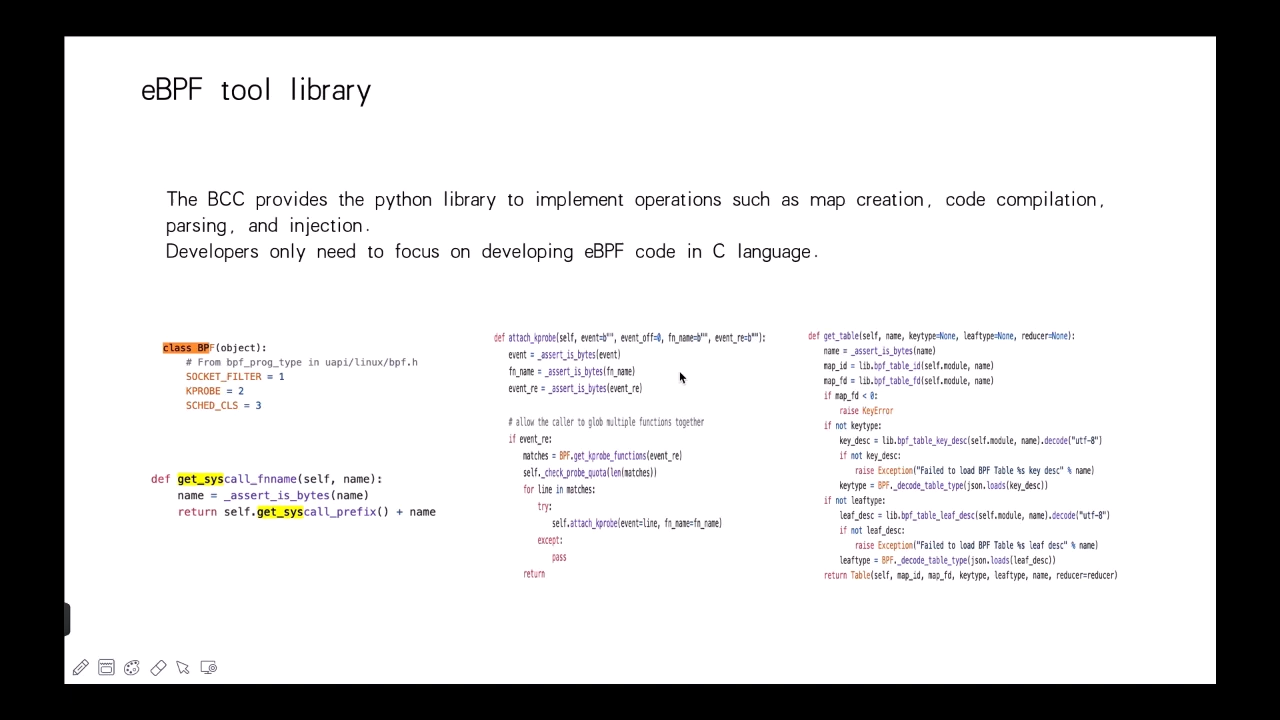 eBPF tool library
The BCC provides the python library to implement operations such as map creation, code compilation,
parsing, and injection.
Developers only need to focus on developing eBPF code in C language.
class BPF(object):
# From bpf_prog_type in uapi/linux/bpf.h
SOCKET_FILTER = 1
KPROBE = 2
SCHED_CLS = 3
def get_syscall_fnname(self, name):
name = _assert_is_bytes(name)
return self.get_syscall_prefix() + name
def attach_kprobe(self, event=b"", event_off=0, fn_name=b"", event_re=b""):
event = _assert_is_bytes(event)
fn_name = _assert_is_bytes(fn_name)
event_re = _assert_is_bytes(event_re)
# allow the caller to glob multiple functions together
if event_re:
matches = BPF.get_kprobe_functions(event_re)
self._check_probe_quota(len(matches))
for line in matches:
try:
self.attach_kprobe(event=line, fn_name=fn_name)
except:
pass
return
def get_table(self, name, keytype=None, leaftype=None, reducer=None):
name = _assert_is_bytes(name)
map_id = lib.bpf_table_id(self.module, name)
map_fd = lib.bpf_table_fd(self.module, name)
if map_fd < 0:
raise KeyError
if not keytype:
key_desc = lib.bpf_table_key_desc(self.module, name).decode("utf-8")
if not key_desc:
raise Exception("Failed to load BPF Table %s key desc" % name)
keytype = BPF._decode_table_type(json.loads(key_desc))
if not leaftype:
leaf_desc = lib.bpf_table_leaf_desc(self.module, name).decode("utf-8")
if not leaf_desc:
raise Exception("Failed to load BPF Table %s leaf desc" % name)
leaftype = BPF._decode_table_type(json.loads(leaf_desc))
return Table(self, map_id, map_fd, keytype, leaftype, name, reducer=reducer)